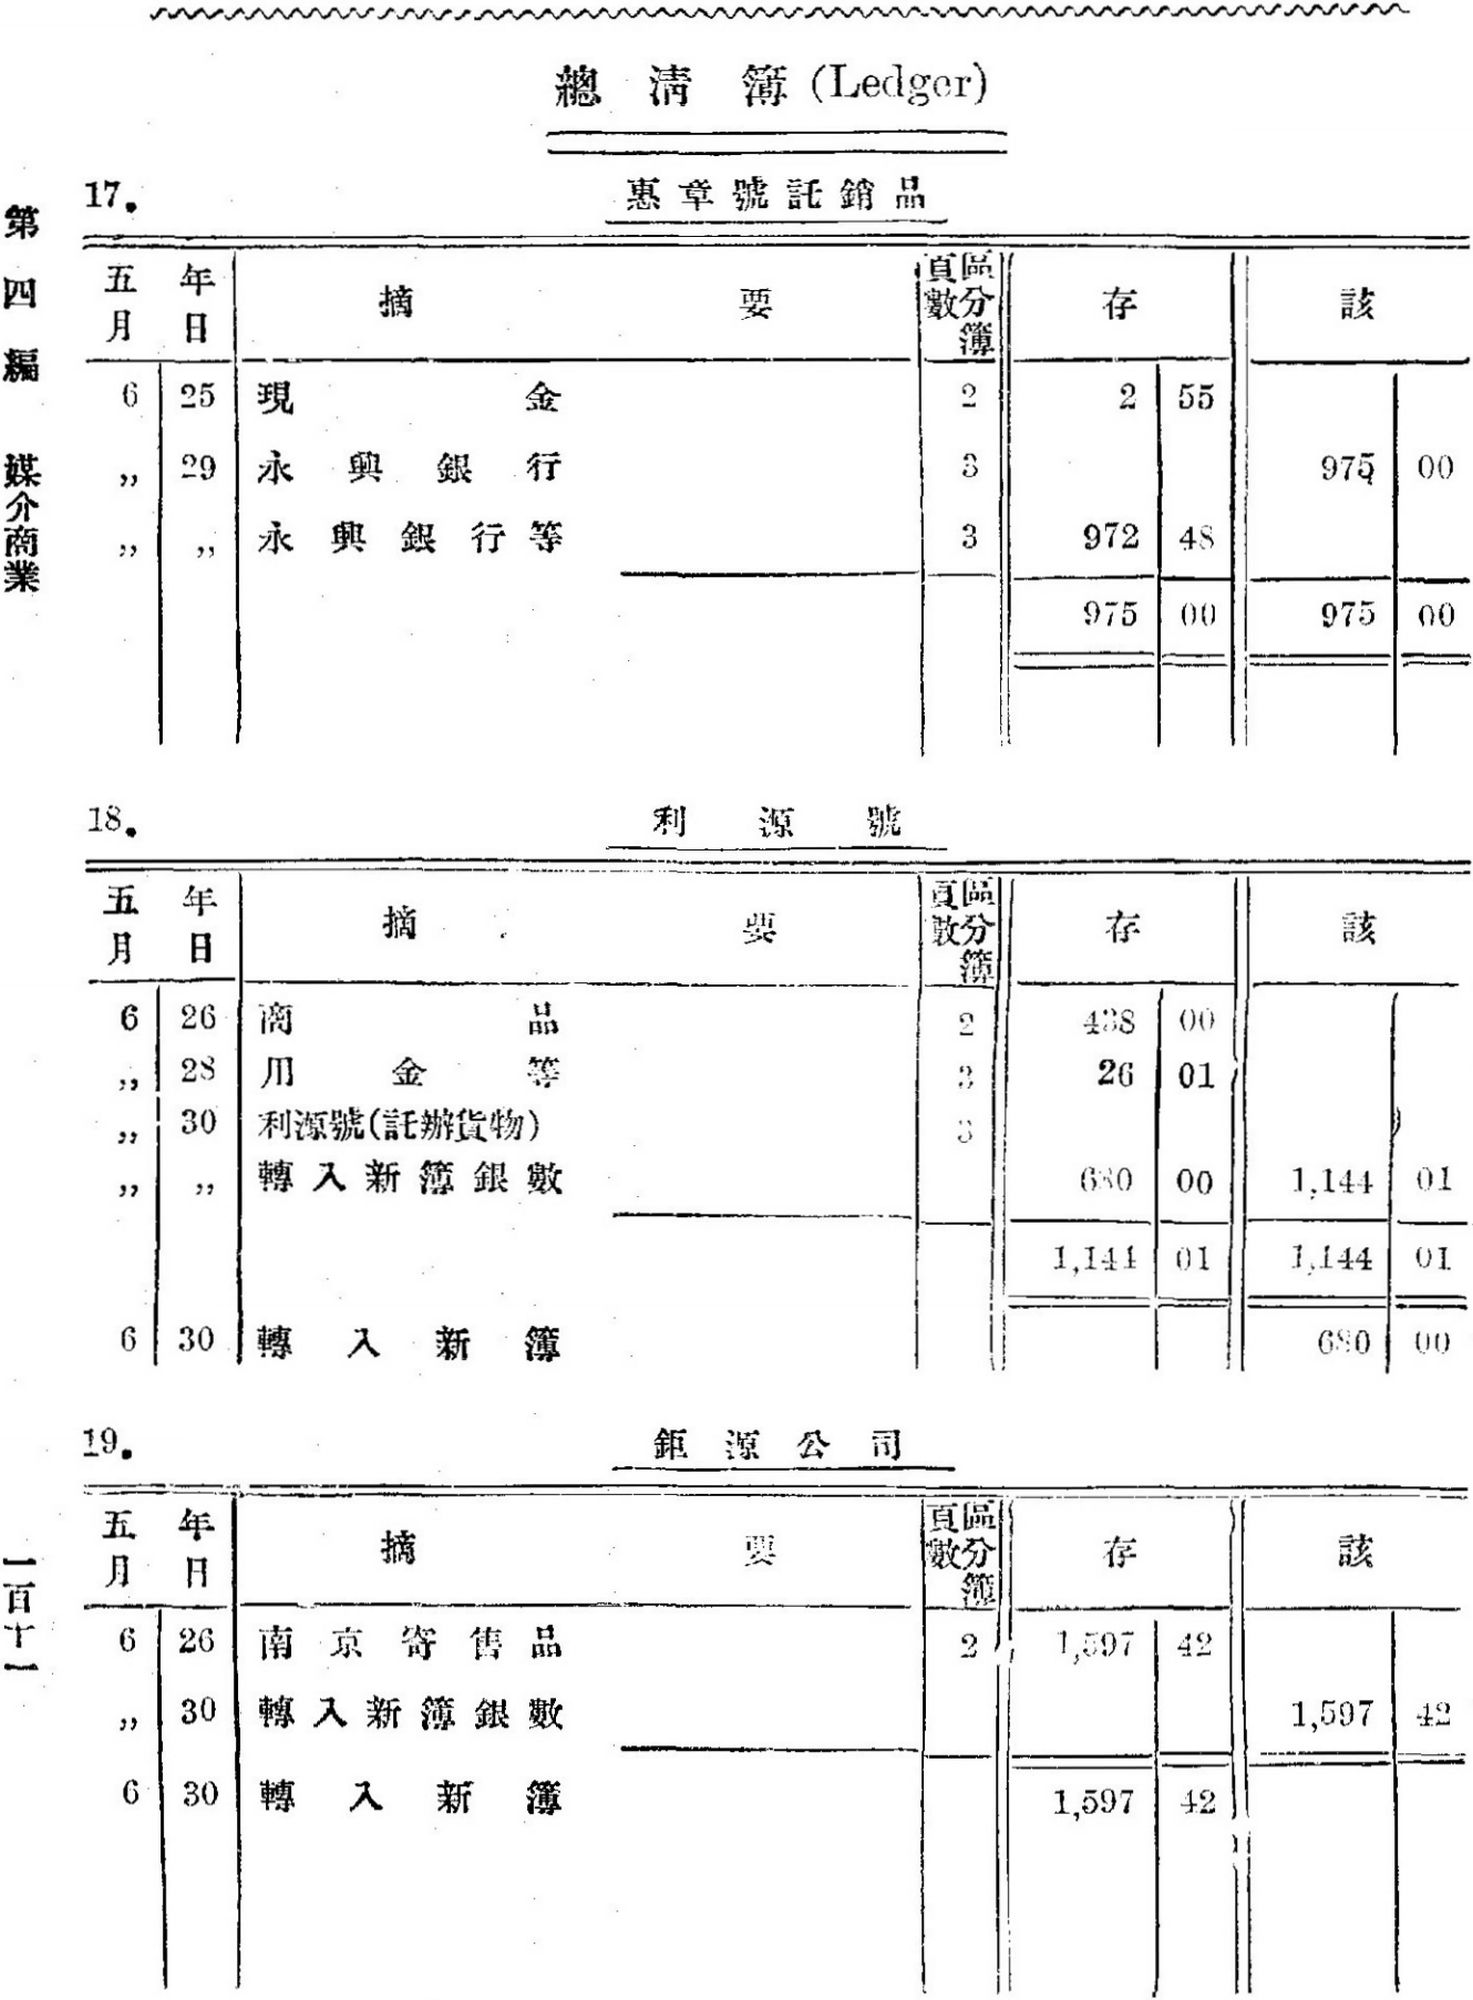 總清簿(Ledger)
17. 惠章號託銷品
五年 摘要 區分簿頁數 存 該
月日
6 25 現金 2 2 55
,, 29 永興銀行 3 975 00
,, ,, 永興銀行等 3 972 48
975 00 975 00
18. 利源號
五年 摘要 區分簿頁數 存 該
月日
6 26 商品 2 438 00
,, 28 用金等 3 26 01
,, 30 利源號(託辦貨物) 3
,, ,, 轉入新簿銀數 680 00 1,144 01
1,144 01 1,144 01
6 30 轉入新簿 680 00
19. 鉅源公司
五年 摘要 區分簿頁數 存 該
月日
6 26 南京寄售品 2 1,597 42
,, 30 轉入新簿銀數 1,597 42
6 30 轉入新簿 1,597 42
第四編 媒介商業
一百十一